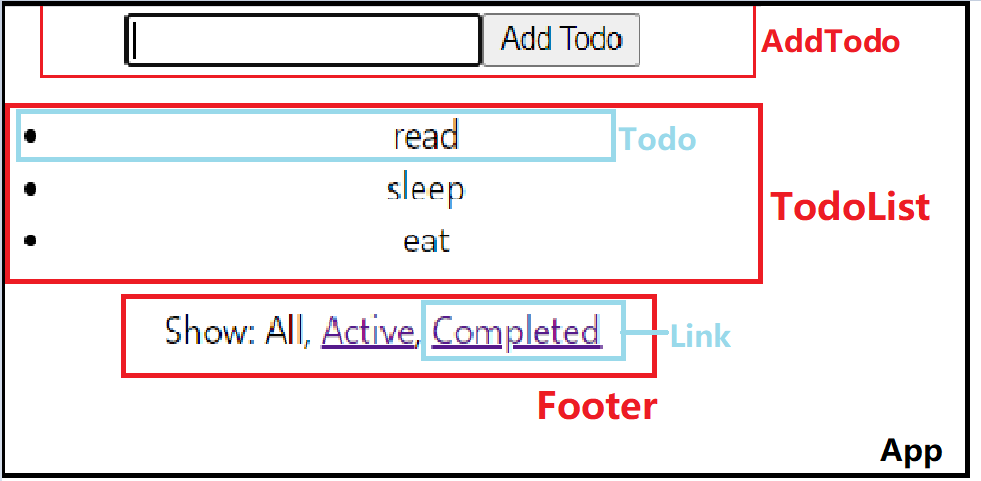 Add Todo AddTodo
read Todo
sleep
TodoList
eat
Show: All, Active, Completed Link
Footer
App